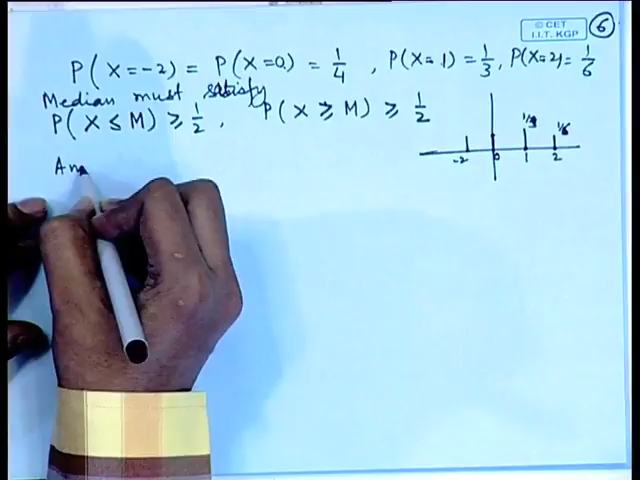 © CET
I.I.T. KGP
6
P(X=-2) = P(X=0) = 1/4 , P(X=1) = 1/3, P(X=2) = 1/6
Median must satisfy
P(X ≤ M) ≥ 1/2 , P(X ≥ M) ≥ 1/2
1/3 1/6
-2 0 1 2
An